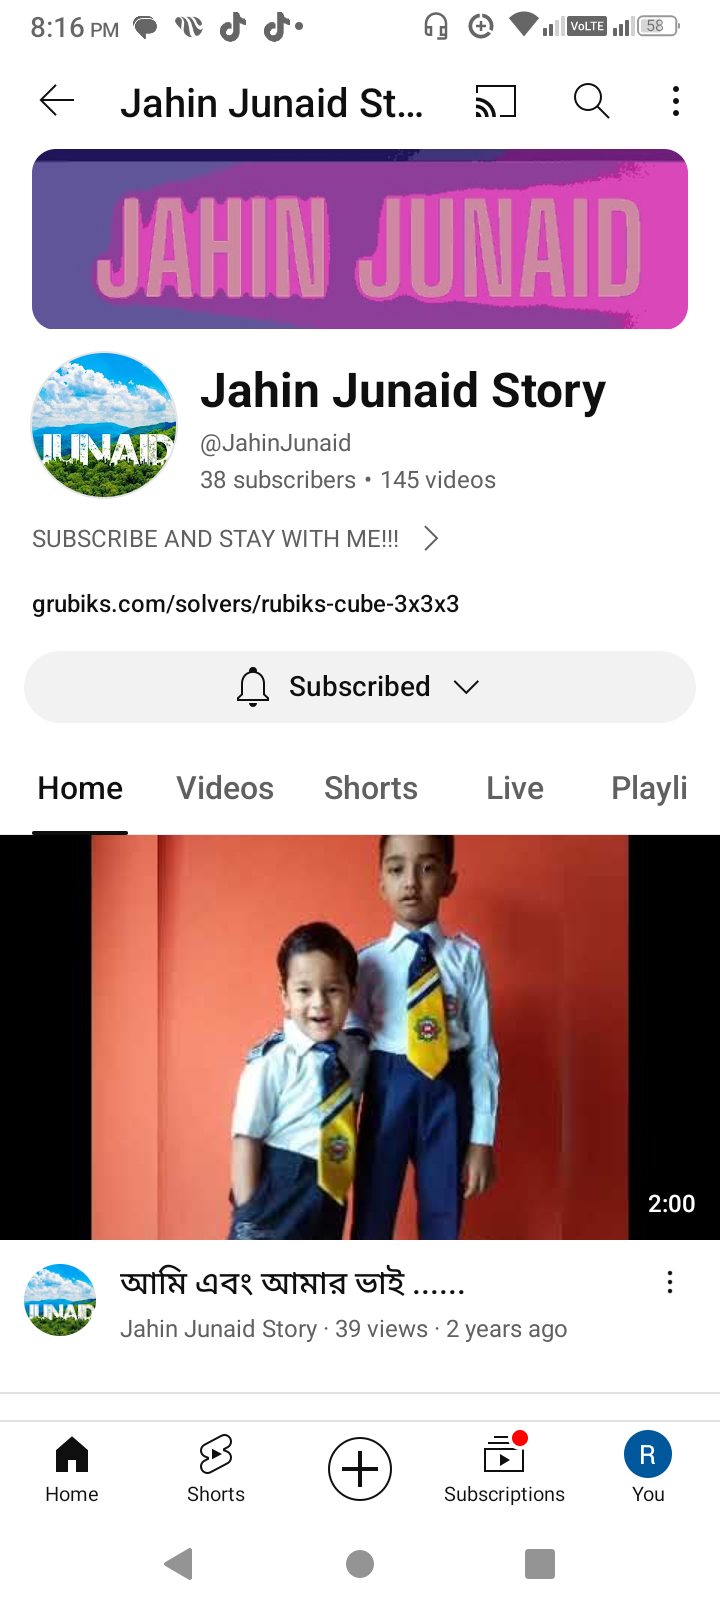 8:16 PM
VoLTE
58
Jahin Junaid St...
JAHIN JUNAID
JUNAID
Jahin Junaid Story
@JahinJunaid
38 subscribers • 145 videos
SUBSCRIBE AND STAY WITH ME!!!
grubiks.com/solvers/rubiks-cube-3x3x3
Subscribed
Home Videos Shorts Live Playli
2:00
JUNAID
আমি এবং আমার ভাই ......
Jahin Junaid Story · 39 views · 2 years ago
R
Home Shorts Subscriptions You